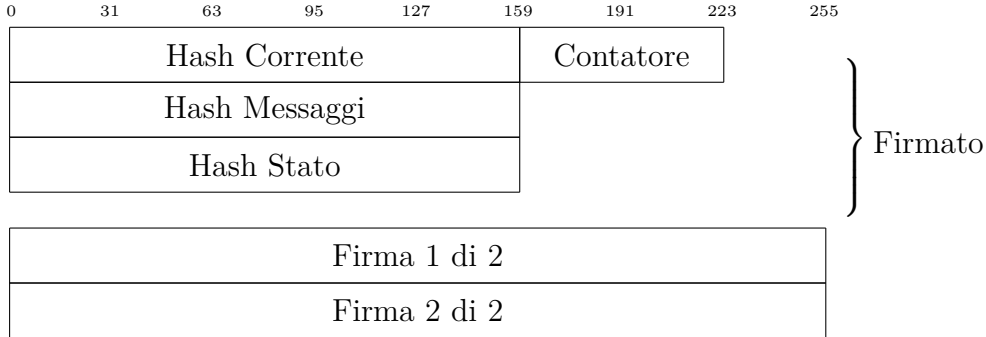 0 31 63 95 127 159 191 223 255
Hash Corrente Contatore
Hash Messaggi
Firmato
Hash Stato
Firma 1 di 2
Firma 2 di 2